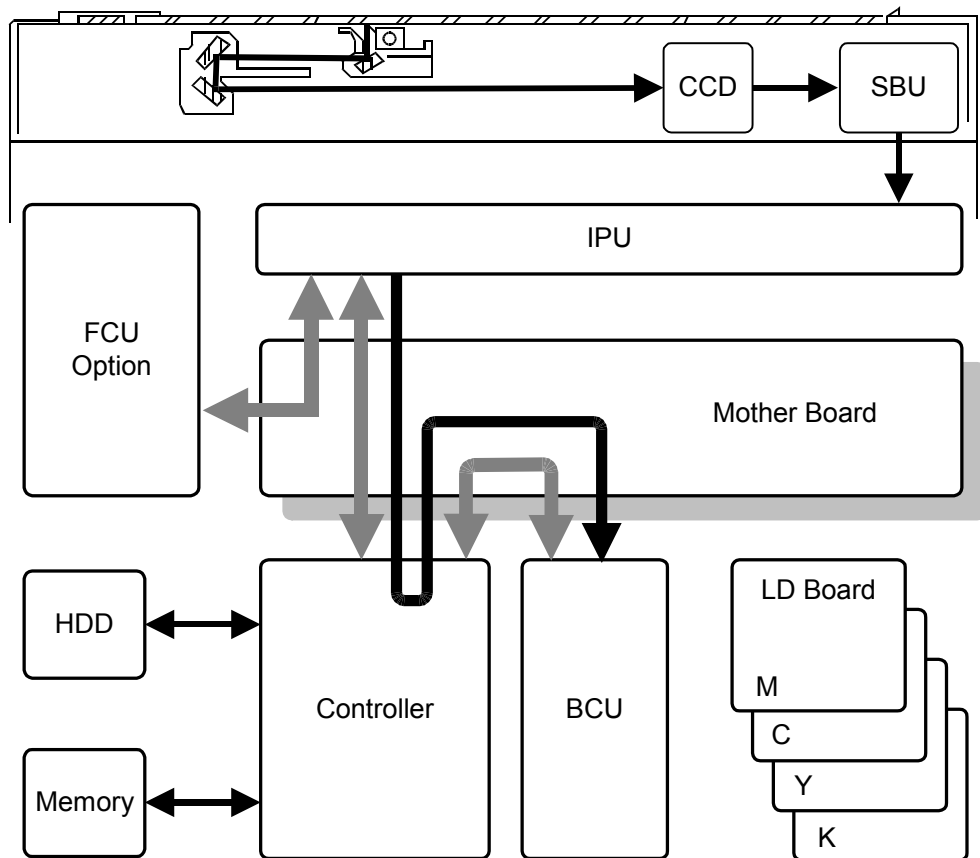 CCD
SBU
IPU
FCU
Option
Mother Board
HDD
Controller
BCU
LD Board
M
C
Memory
Y
K